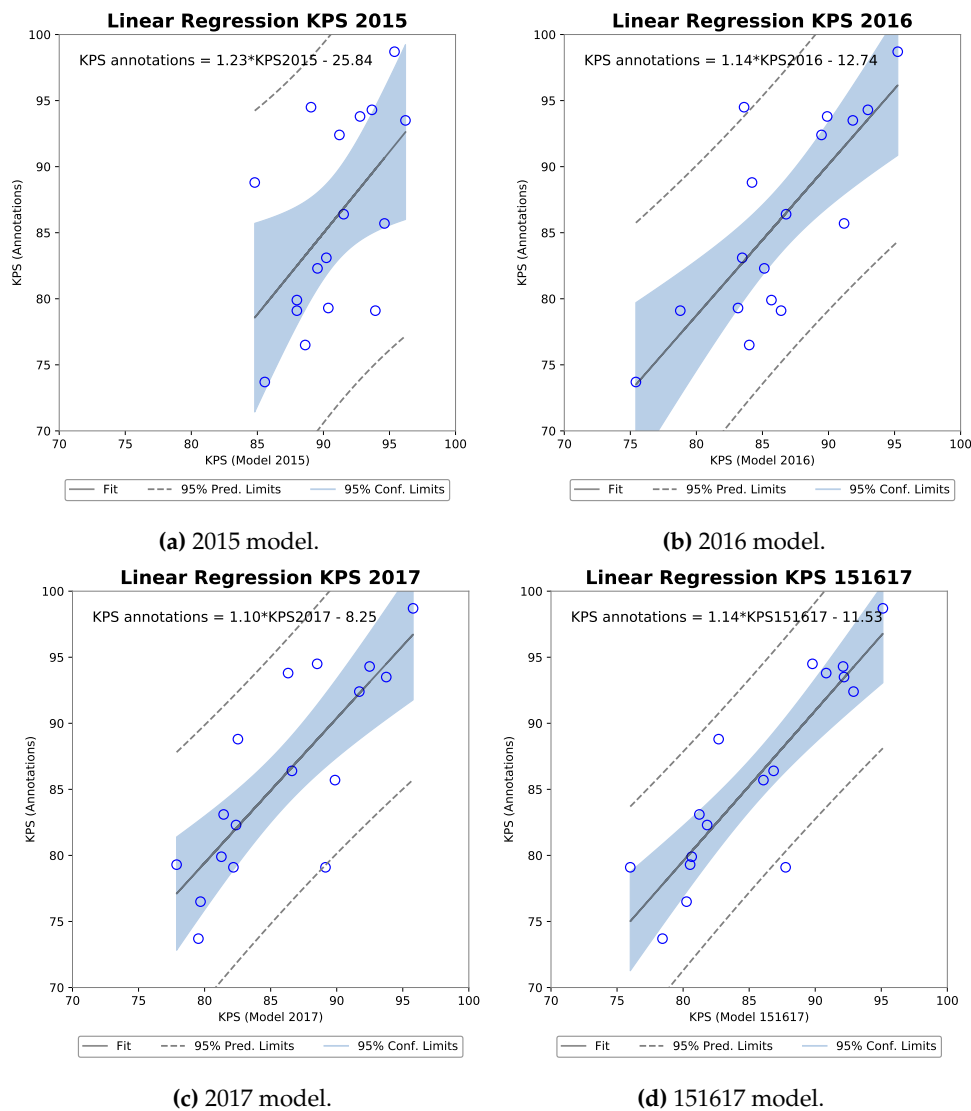 Linear Regression KPS 2015
100
95
90
85
80
75
70
KPS (Annotations)
KPS annotations = 1.23*KPS2015 - 25.84
70 75 80 85 90 95 100
KPS (Model 2015)
Fit 95% Pred. Limits 95% Conf. Limits
(a) 2015 model.
Linear Regression KPS 2016
100
95
90
85
80
75
70
KPS (Annotations)
KPS annotations = 1.14*KPS2016 - 12.74
70 75 80 85 90 95 100
KPS (Model 2016)
Fit 95% Pred. Limits 95% Conf. Limits
(b) 2016 model.
Linear Regression KPS 2017
100
95
90
85
80
75
70
KPS (Annotations)
KPS annotations = 1.10*KPS2017 - 8.25
70 75 80 85 90 95 100
KPS (Model 2017)
Fit 95% Pred. Limits 95% Conf. Limits
(c) 2017 model.
Linear Regression KPS 151617
100
95
90
85
80
75
70
KPS (Annotations)
KPS annotations = 1.14*KPS151617 - 11.53
70 75 80 85 90 95 100
KPS (Model 151617)
Fit 95% Pred. Limits 95% Conf. Limits
(d) 151617 model.